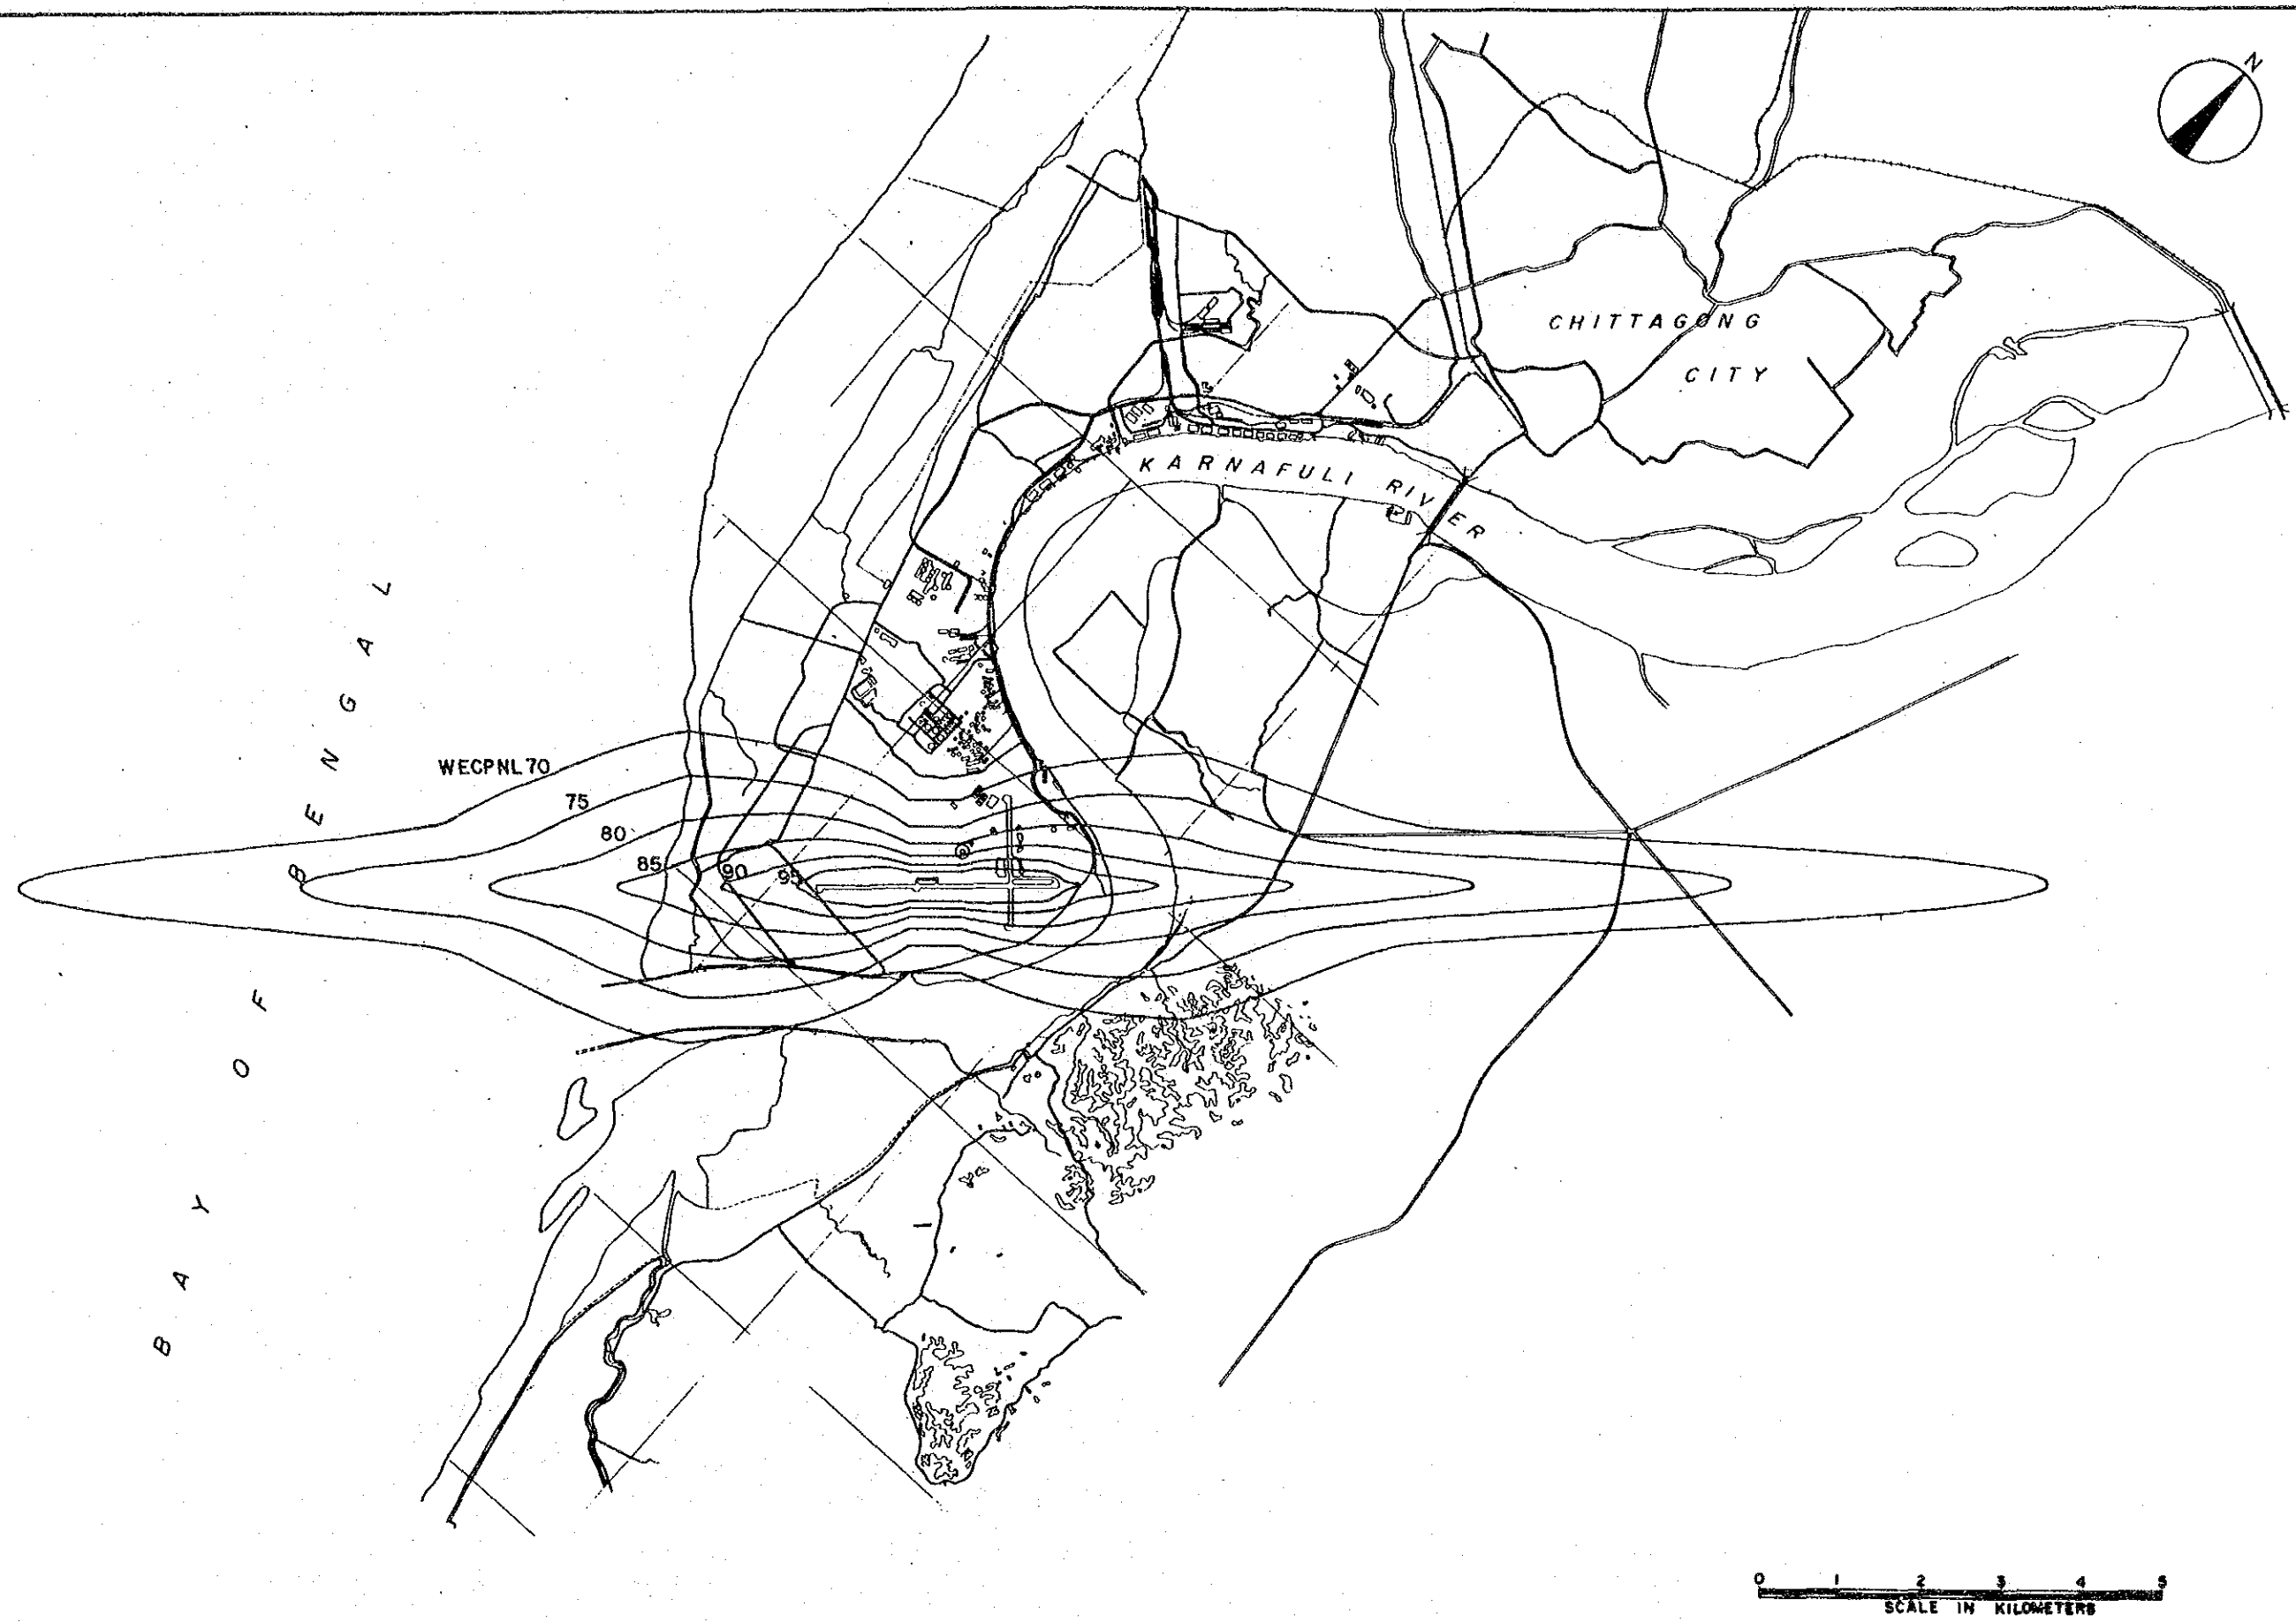 N
CHITTAGONG
CITY
KARNAFULI RIVER
BAY OF BENGAL
WECPNL 70
75
80
85
90
95
0 1 2 3 4 5
SCALE IN KILOMETERS